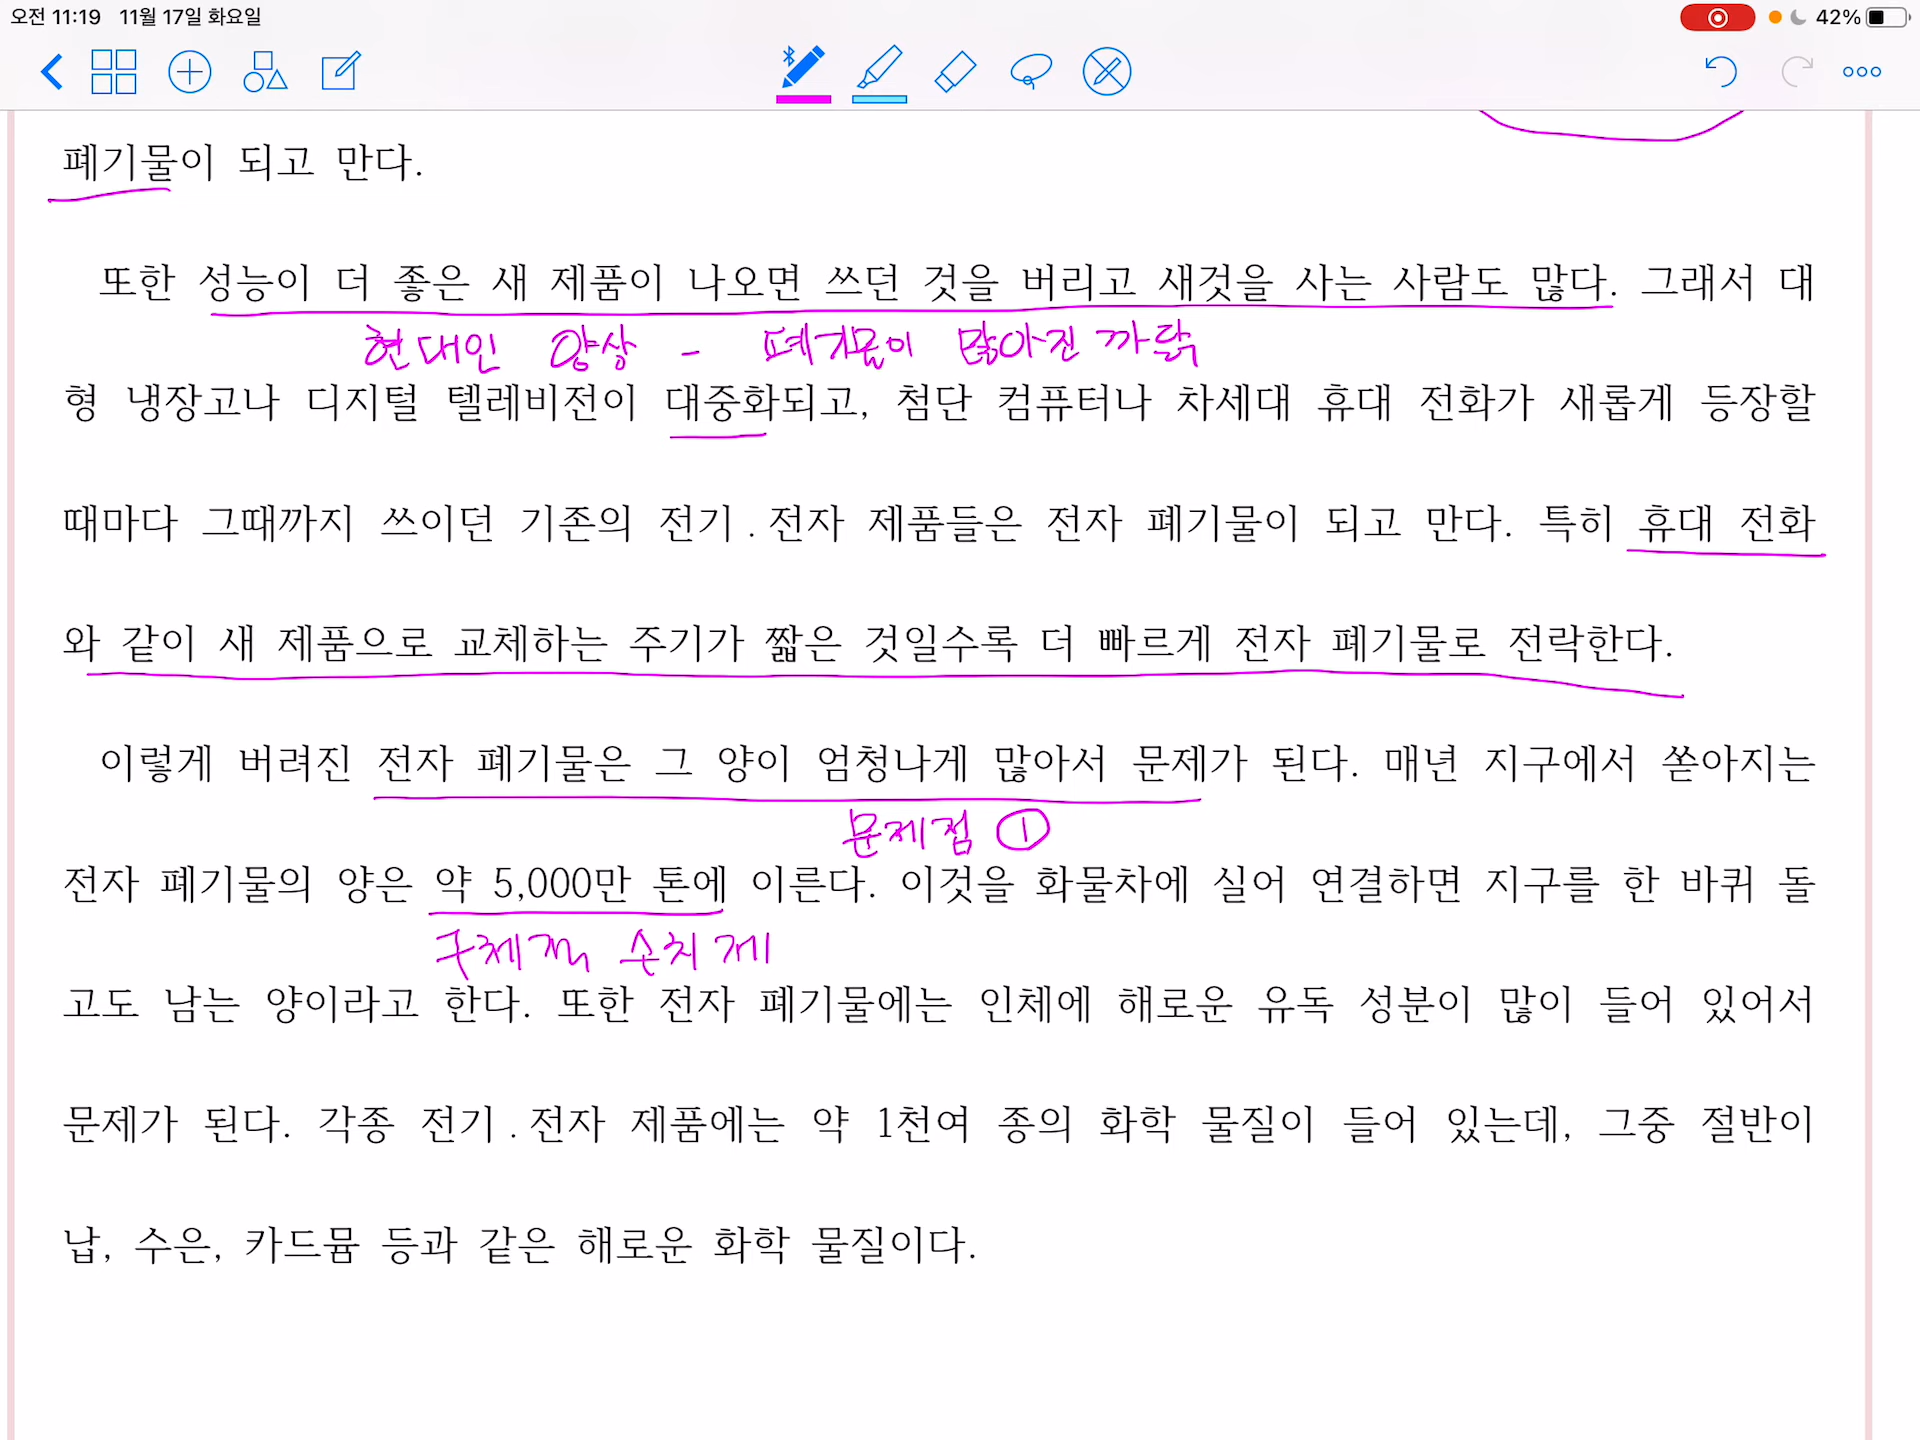 오전 11:19 11월 17일 화요일
42%
폐기물이 되고 만다.
또한 성능이 더 좋은 새 제품이 나오면 쓰던 것을 버리고 새것을 사는 사람도 많다. 그래서 대
현대인 양상 - 폐기물이 많아진 까닭
형 냉장고나 디지털 텔레비전이 대중화되고, 첨단 컴퓨터나 차세대 휴대 전화가 새롭게 등장할
때마다 그때까지 쓰이던 기존의 전기 . 전자 제품들은 전자 폐기물이 되고 만다. 특히 휴대 전화
와 같이 새 제품으로 교체하는 주기가 짧은 것일수록 더 빠르게 전자 폐기물로 전락한다.
이렇게 버려진 전자 폐기물은 그 양이 엄청나게 많아서 문제가 된다. 매년 지구에서 쏟아지는
문제점 ①
전자 폐기물의 양은 약 5,000만 톤에 이른다. 이것을 화물차에 실어 연결하면 지구를 한 바퀴 돌
구체적 수치 제
고도 남는 양이라고 한다. 또한 전자 폐기물에는 인체에 해로운 유독 성분이 많이 들어 있어서
문제가 된다. 각종 전기 . 전자 제품에는 약 1천여 종의 화학 물질이 들어 있는데, 그중 절반이
납, 수은, 카드뮴 등과 같은 해로운 화학 물질이다.